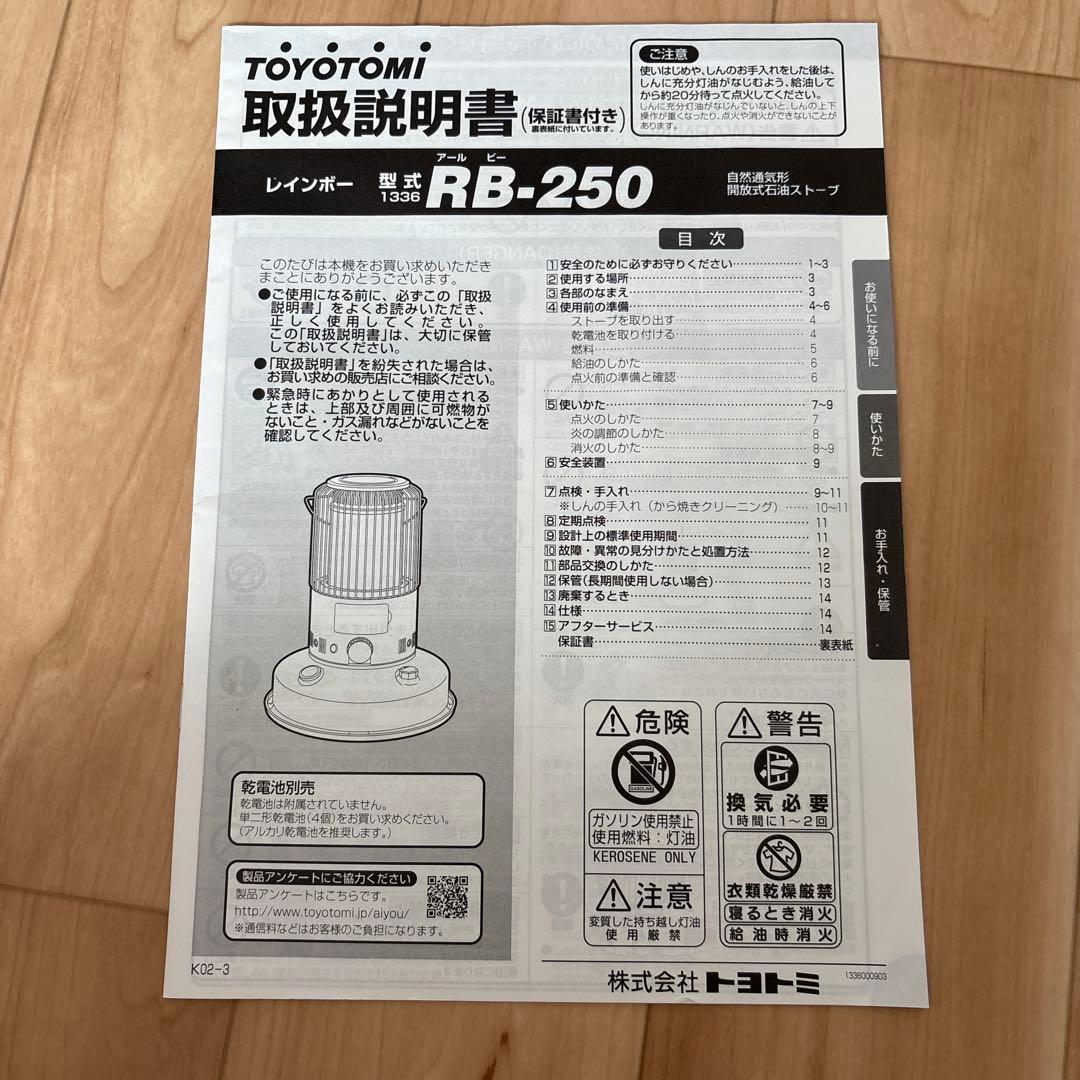 TOYOTOMI
取扱説明書(保証書付き)
裏表紙に付いています。
ご注意
使いはじめや、しんのお手入れをした後は、
しんに充分灯油がなじむよう、給油して
から約20分待って点火してください。
しんに充分灯油がなじんでいないと、しんの上下
操作が重くなったり、点火や消火ができないことが
あります。
アール ビー
レインボー 型式 RB-250
1336
自然通気形
開放式石油ストーブ
このたびは本機をお買い求めいただき
まことにありがとうございます。
●ご使用になる前に、必ずこの「取扱
説明書」をよくお読みいただき、
正しく使用してください。
この「取扱説明書」は、大切に保管
しておいてください。
●「取扱説明書」を紛失された場合は、
お買い求めの販売店にご相談ください。
●緊急時にあかりとして使用される
ときは、上部及び周囲に可燃物が
ないこと・ガス漏れなどがないことを
確認してください。
乾電池別売
乾電池は附属されていません。
単二形乾電池(4個)をお買い求めください。
(アルカリ乾電池を推奨します。)
製品アンケートにご協力ください
製品アンケートはこちらです。
http://www.toyotomi.jp/aiyou/
※通信料などはお客様のご負担になります。
K02-3
目次
1 安全のために必ずお守りください 1~3
2 使用する場所 3
3 各部のなまえ 3
4 使用前の準備 4~6
ストーブを取り出す 4
乾電池を取り付ける 4
燃料 5
給油のしかた 6
点火前の準備と確認 6
5 使いかた 7~9
点火のしかた 7
炎の調節のしかた 8
消火のしかた 8~9
6 安全装置 9
7 点検・手入れ 9~11
※しんの手入れ(から焼きクリーニング) 10~11
8 定期点検 11
9 設計上の標準使用期間 11
10 故障・異常の見分けかたと処置方法 12
11 部品交換のしかた 12
12 保管(長期間使用しない場合) 13
13 廃棄するとき 14
14 仕様 14
15 アフターサービス 14
保証書 裏表紙
お使いになる前に
使いかた
お手入れ・保管
危険
GASOLINE
ガソリン使用禁止
使用燃料:灯油
KEROSENE ONLY
注意
変質した持ち越し灯油
使用厳禁
警告
換気必要
1時間に1~2回
衣類乾燥厳禁
寝るとき消火
給油時消火
株式会社 トヨトミ
1336000903